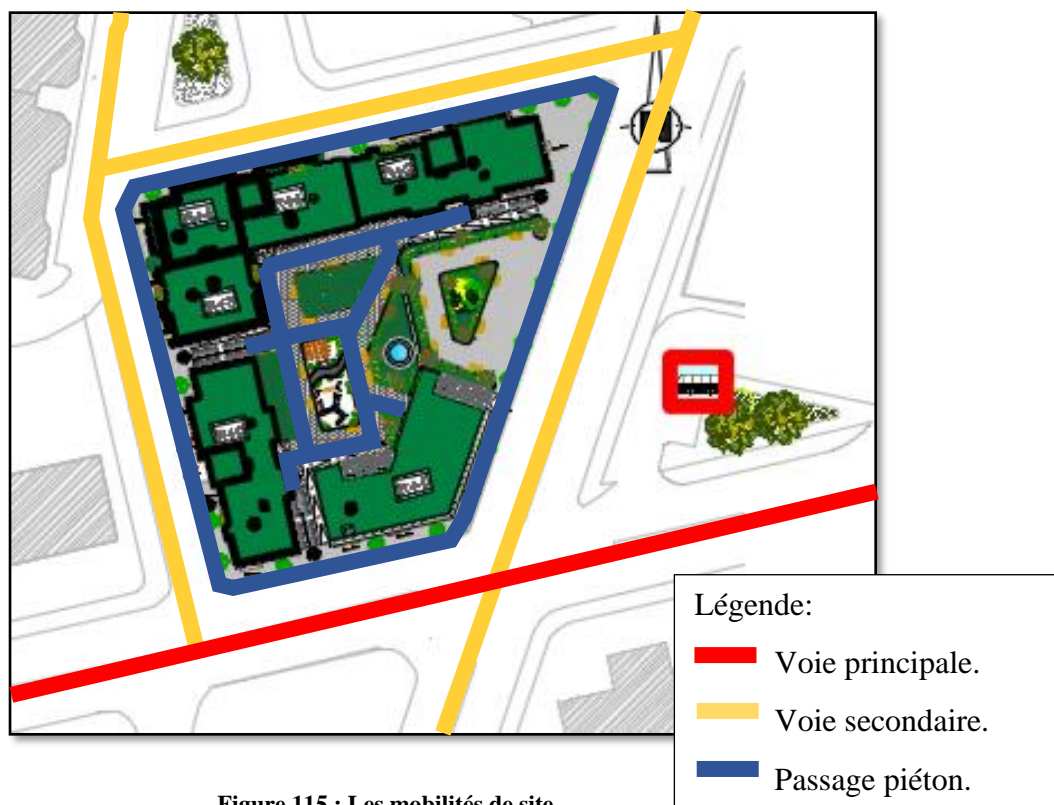 Légende:
Voie principale.
Voie secondaire.
Passage piéton.
Figure 115 : Les mobilités de site